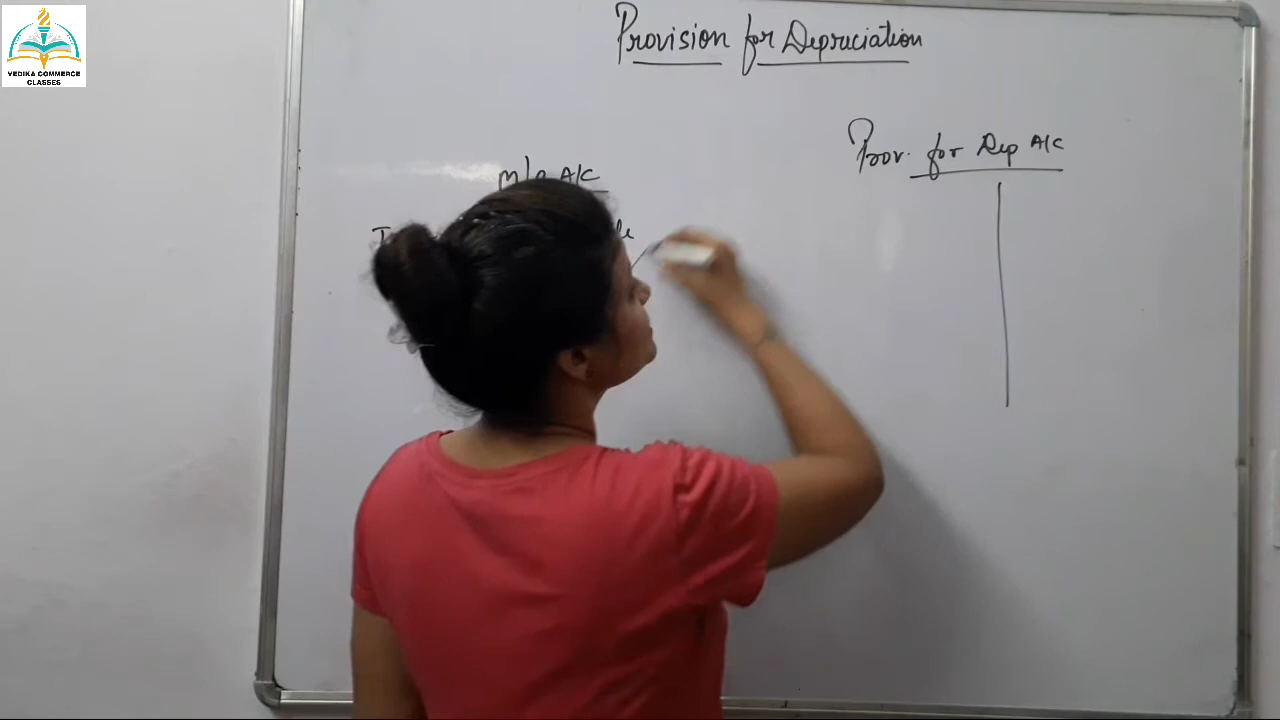 VEDIKA COMMERCE
CLASSES
Provision for Depreciation
Prov. for Dep A/c
A/C